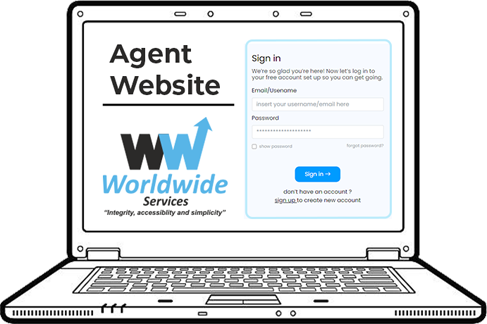 Agent
Website
WW
Worldwide
Services
"Integrity, accessiblity and simplicity"
Sign in
We're so glad you're here! Now let's log in to
your free account set up so you can get going.
Email/Usename
insert your username/email here
Password
********************
show password
forgot password?
Sign in →
don't have an account ?
sign up to create new account